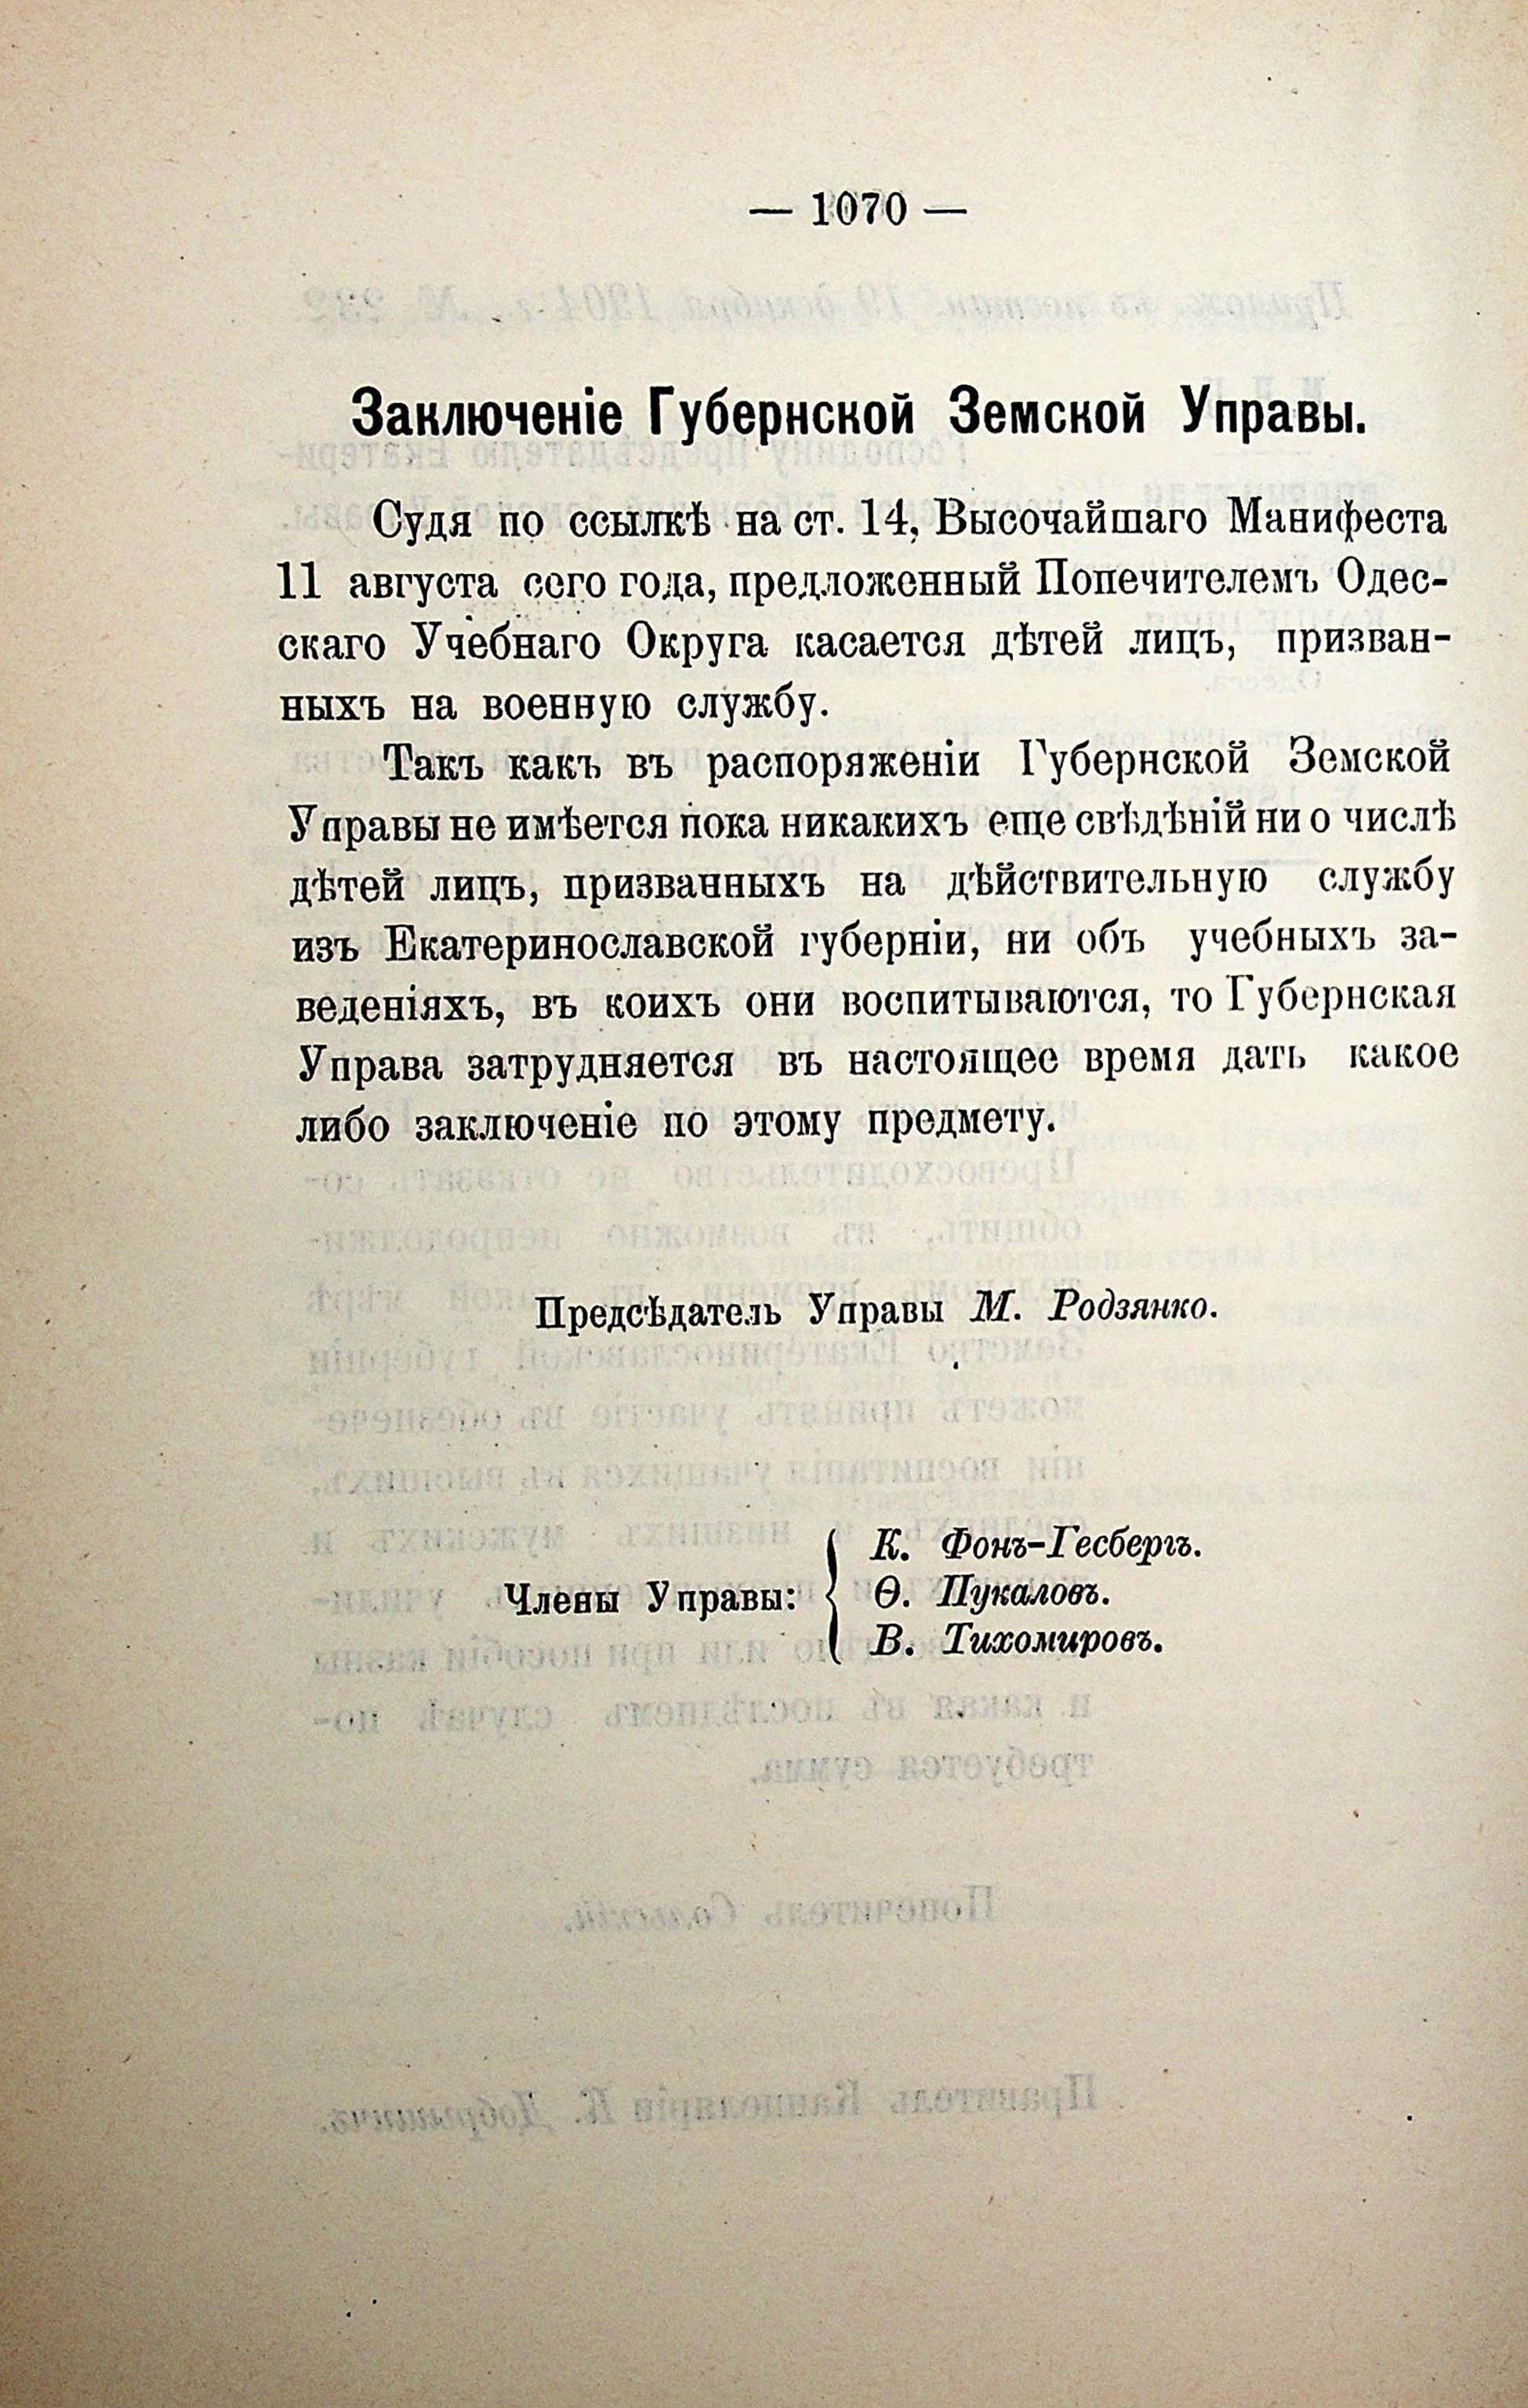 — 1070 —
Заключеніе Губернской Земской Управы.
Судя по ссылкѣ на ст. 14, Высочайшаго Манифеста
11 августа сего года, предложенный Попечителемъ Одес-
скаго Учебнаго Округа касается дѣтей лицъ, призван-
ныхъ на военную службу.
Такъ какъ въ распоряженіи Губернской Земской
Управы не имѣется пока никакихъ еще свѣдѣній ни о числѣ
дѣтей лицъ, призванныхъ на дѣйствительную службу
изъ Екатеринославской губерніи, ни объ учебныхъ за-
веденіяхъ, въ коихъ они воспитываются, то Губернская
Управа затрудняется въ настоящее время дать какое
либо заключеніе по этому предмету.
Предсѣдатель Управы М. Родзянко.
Члены Управы:
К. Фонъ-Гесбергъ.
Ѳ. Пукаловъ.
В. Тихомировъ.